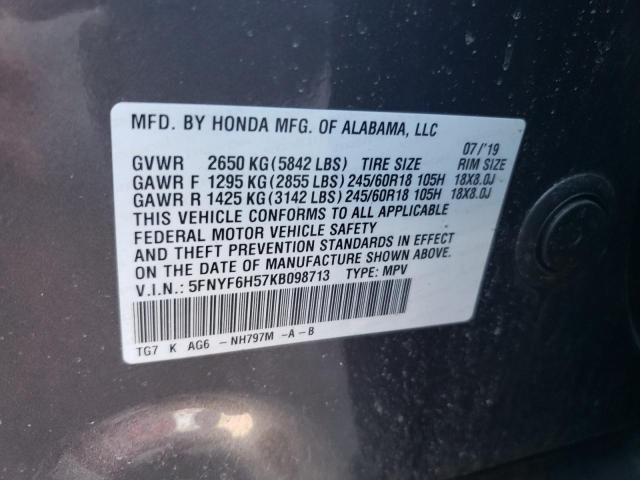 MFD. BY HONDA MFG. OF ALABAMA, LLC
07/'19
GVWR 2650 KG(5842 LBS) TIRE SIZE RIM SIZE
GAWR F 1295 KG(2855 LBS) 245/60R18 105H 18X8.0J
GAWR R 1425 KG(3142 LBS) 245/60R18 105H 18X8.0J
THIS VEHICLE CONFORMS TO ALL APPLICABLE
FEDERAL MOTOR VEHICLE SAFETY
AND THEFT PREVENTION STANDARDS IN EFFECT
ON THE DATE OF MANUFACTURE SHOWN ABOVE.
V.I.N.: 5FNYF6H57KB098713 TYPE: MPV
TG7 K AG6 -NH797M -A-B